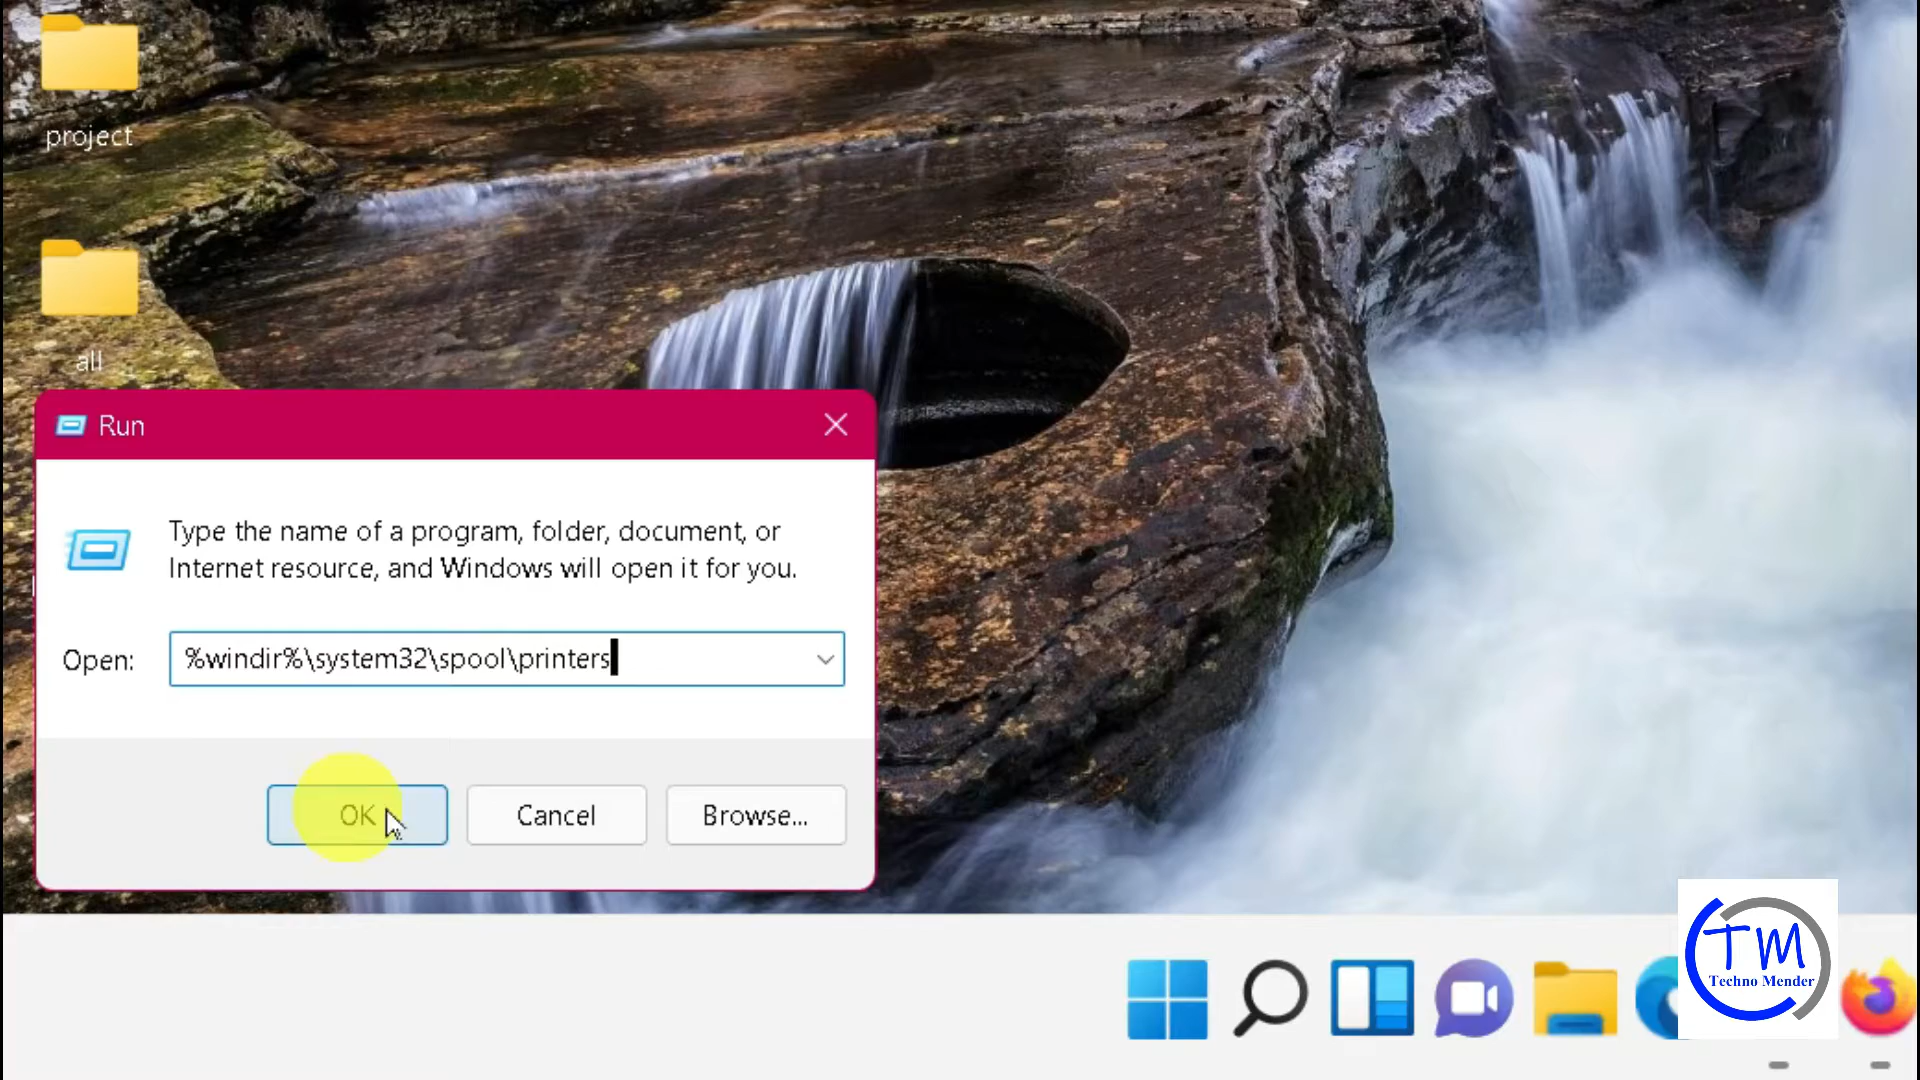 project
all
Run
Type the name of a program, folder, document, or
Internet resource, and Windows will open it for you.
Open:
%windir%\system32\spool\printers
OK
Cancel
Browse...
TM
Techno Mender